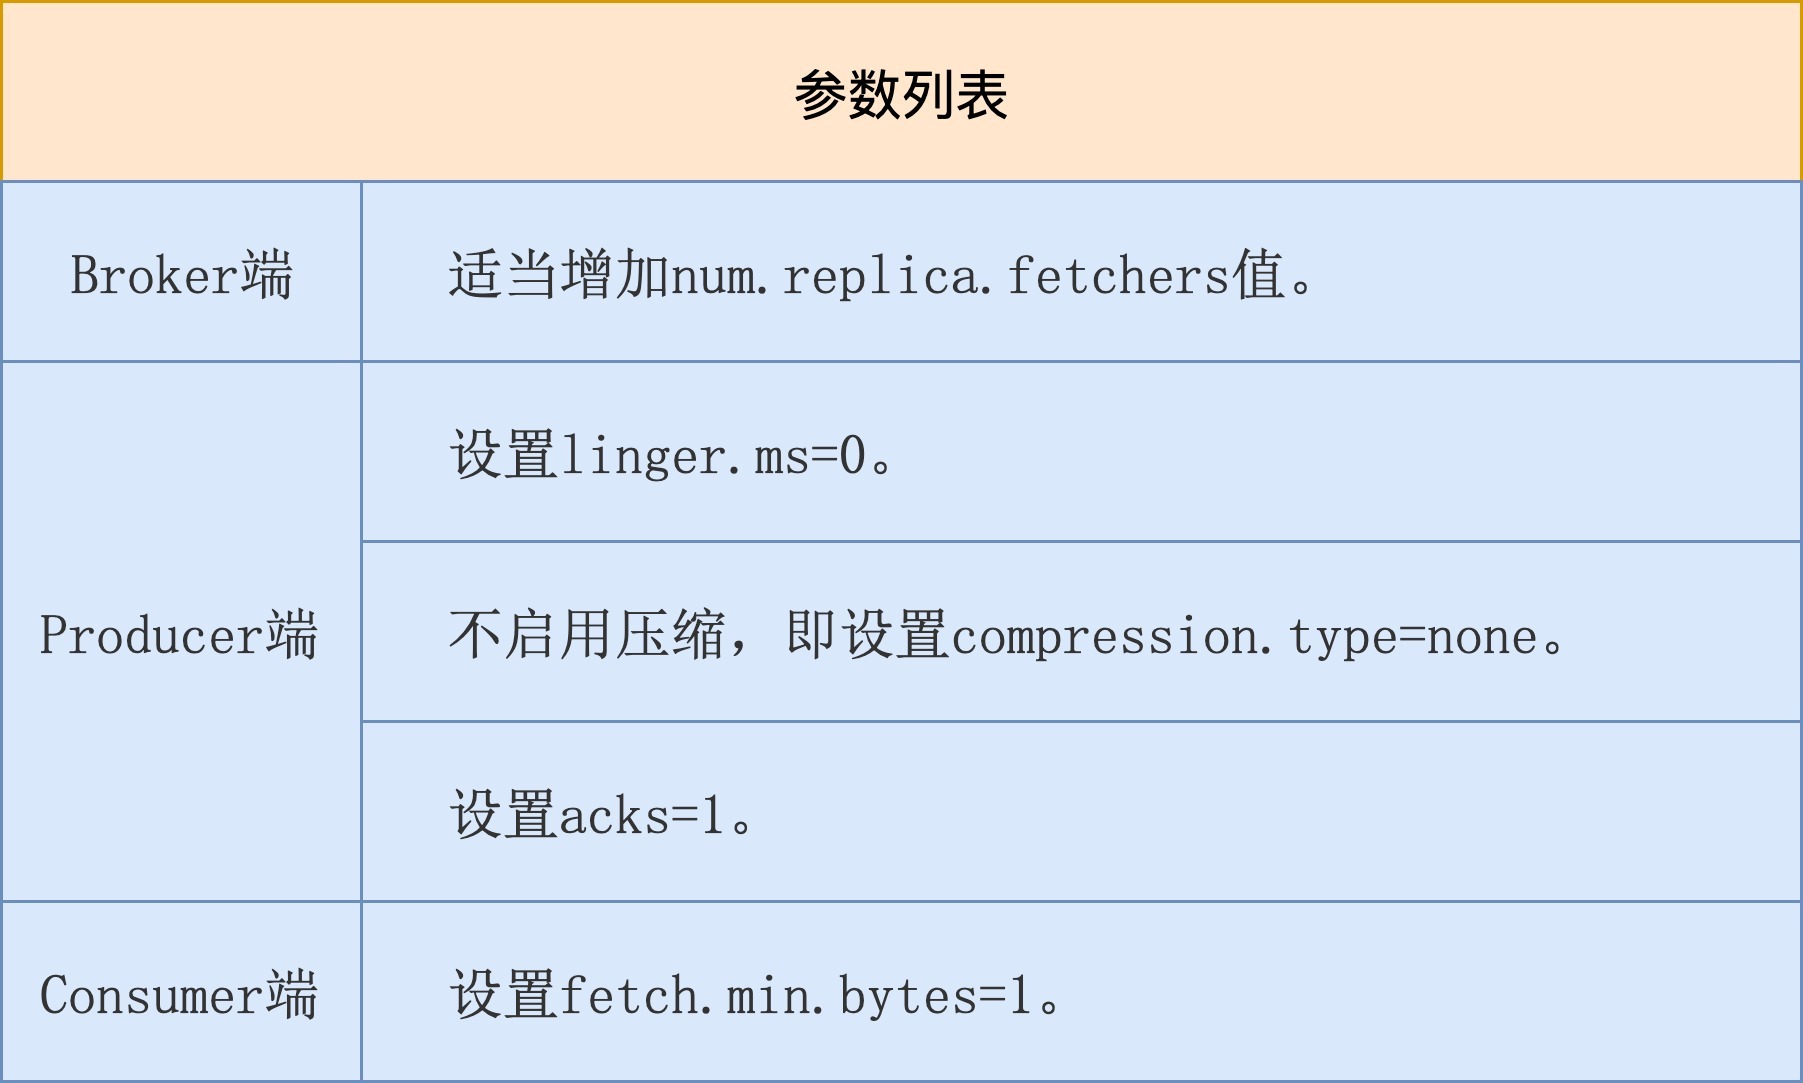 参数列表
Broker端
适当增加num.replica.fetchers值。
Producer端
设置linger.ms=0。
不启用压缩，即设置compression.type=none。
设置acks=1。
Consumer端
设置fetch.min.bytes=1。